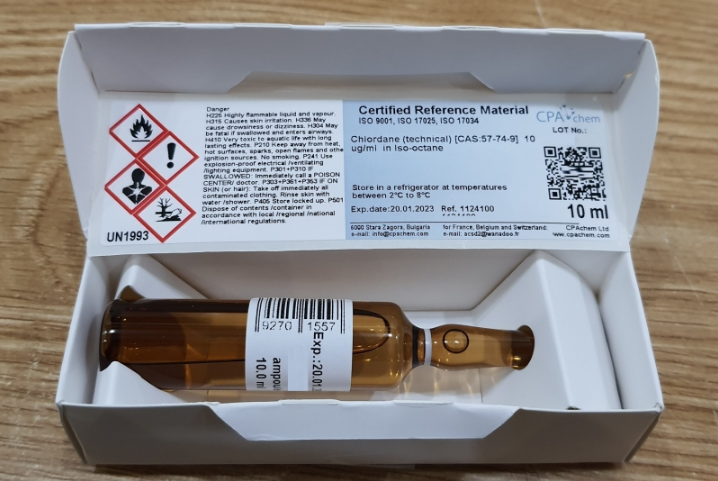 Danger
H225 Highly flammable liquid and vapour.
H315 Causes skin irritation. H336 May
cause drowsiness or dizziness. H304 May
be fatal if swallowed and enters airways.
H410 Very toxic to aquatic life with long
lasting effects. P210 Keep away from heat,
hot surfaces, sparks, open flames and other
ignition sources. No smoking. P241 Use
explosion-proof electrical /ventilating
/lighting equipment. P301+P310 IF
SWALLOWED: Immediately call a POISON
CENTER/ doctor. P303+P361+P353 IF ON
SKIN (or hair): Take off immediately all
contaminated clothing. Rinse skin with
water /shower. P405 Store locked up. P501
Dispose of contents /container in
accordance with local /regional /national
/international regulations.
UN1993
Certified Reference Material
ISO 9001, ISO 17025, ISO 17034
CPAchem
LOT No.:
Chlordane (technical) [CAS:57-74-9] 10
ug/ml in Iso-octane
Store in a refrigerator at temperatures
between 2°C to 8°C
Exp.date:20.01.2023 Ref. 1124100
10 ml
6000 Stara Zagora, Bulgaria
e-mail: info@cpachem.com
for France, Belgium and Switzerland:
e-mail: acsd2@wanadoo.fr
CPAchem Ltd
www.cpachem.com
9270 1557
Exp.:20.01.2
ampou
10.0 ml